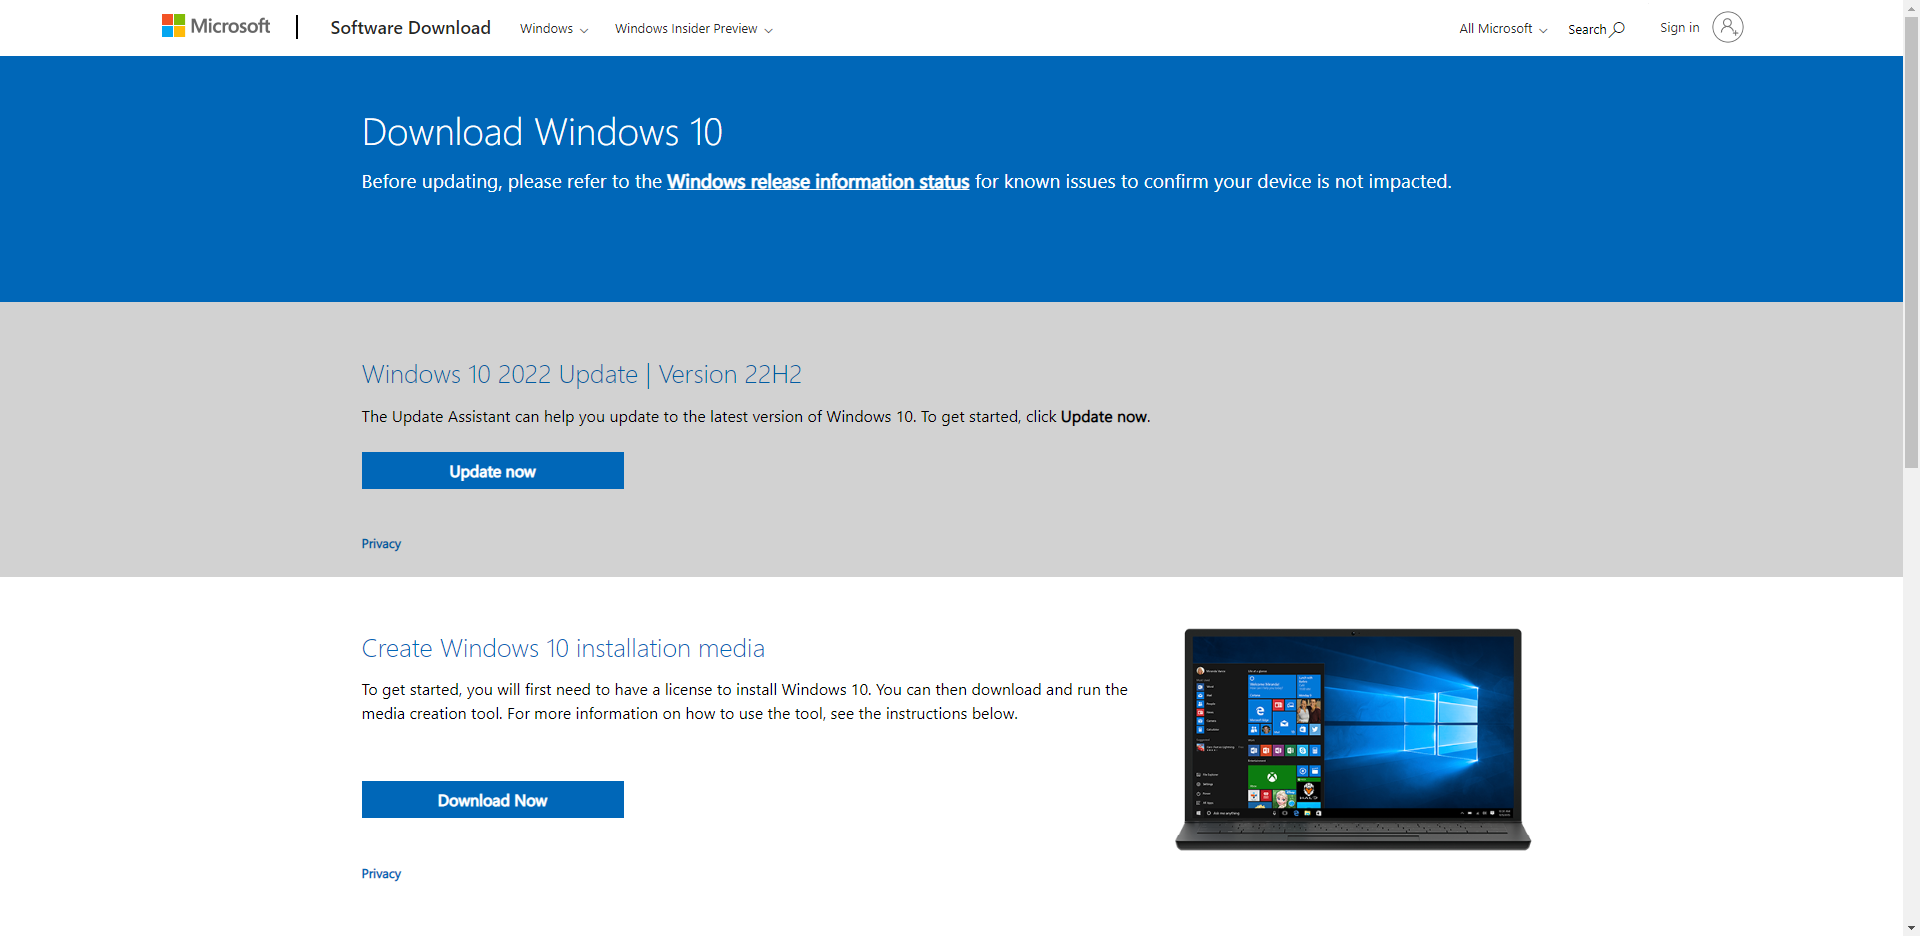 Microsoft
Software Download
Windows
Windows Insider Preview
All Microsoft
Search
Sign in
Download Windows 10
Before updating, please refer to the Windows release information status for known issues to confirm your device is not impacted.
Windows 10 2022 Update | Version 22H2
The Update Assistant can help you update to the latest version of Windows 10. To get started, click Update now.
Update now
Privacy
Create Windows 10 installation media
To get started, you will first need to have a license to install Windows 10. You can then download and run the
media creation tool. For more information on how to use the tool, see the instructions below.
Download Now
Privacy